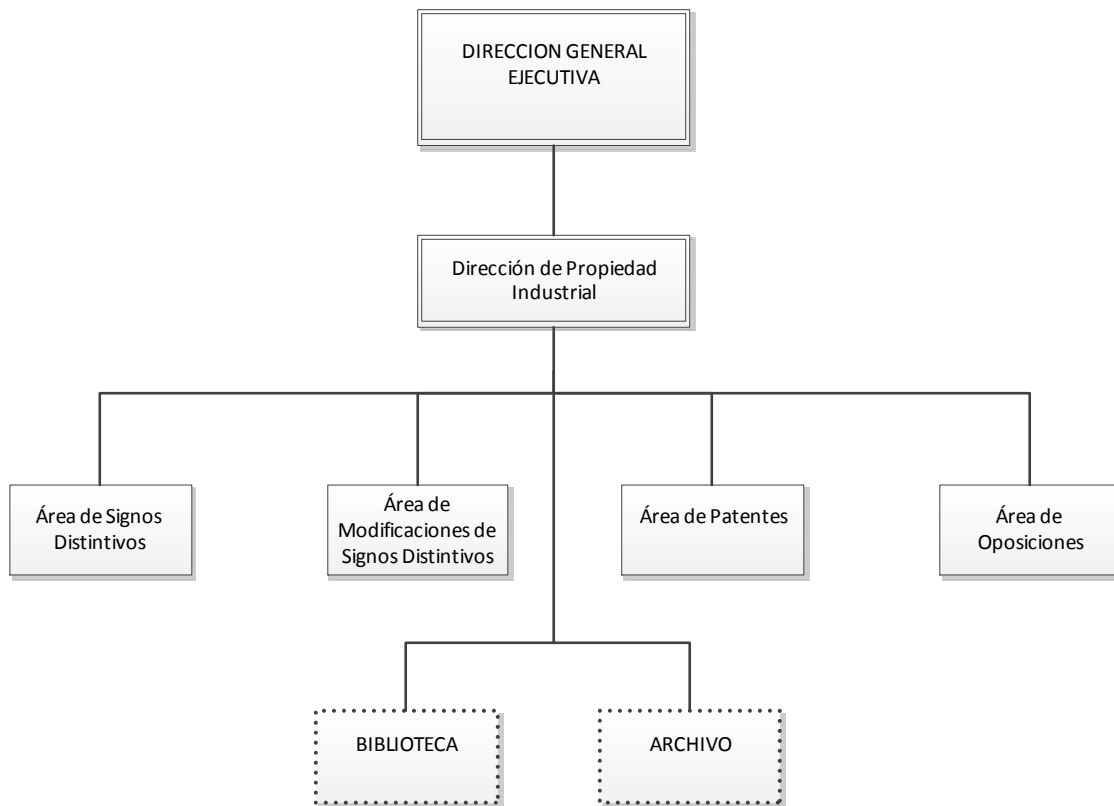 DIRECCION GENERAL
EJECUTIVA
Dirección de Propiedad
Industrial
Área de Signos
Distintivos
Área de
Modificaciones de
Signos Distintivos
Área de Patentes
Área de
Oposiciones
BIBLIOTECA
ARCHIVO